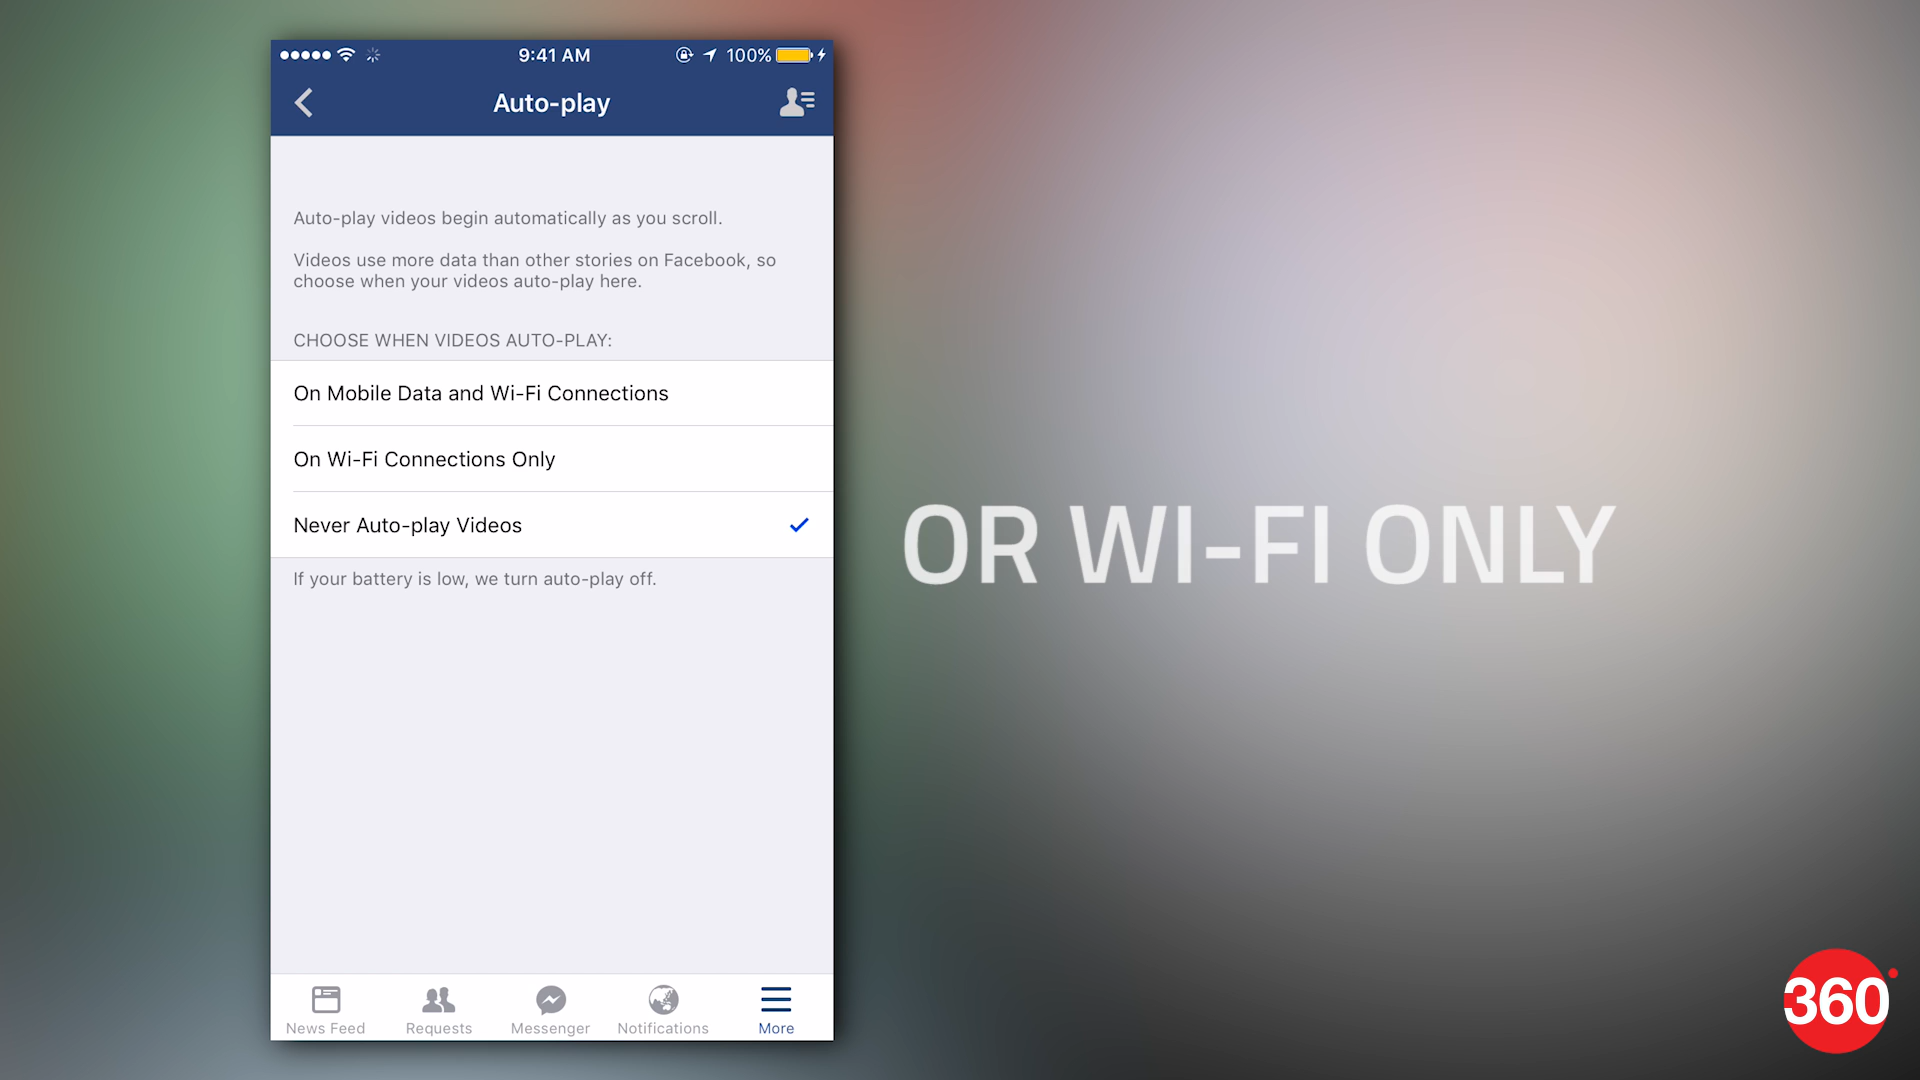 9:41 AM
100%
Auto-play
Auto-play videos begin automatically as you scroll.
Videos use more data than other stories on Facebook, so
choose when your videos auto-play here.
CHOOSE WHEN VIDEOS AUTO-PLAY:
On Mobile Data and Wi-Fi Connections
On Wi-Fi Connections Only
Never Auto-play Videos
If your battery is low, we turn auto-play off.
News Feed
Requests
Messenger
Notifications
More
OR WI-FI ONLY
360